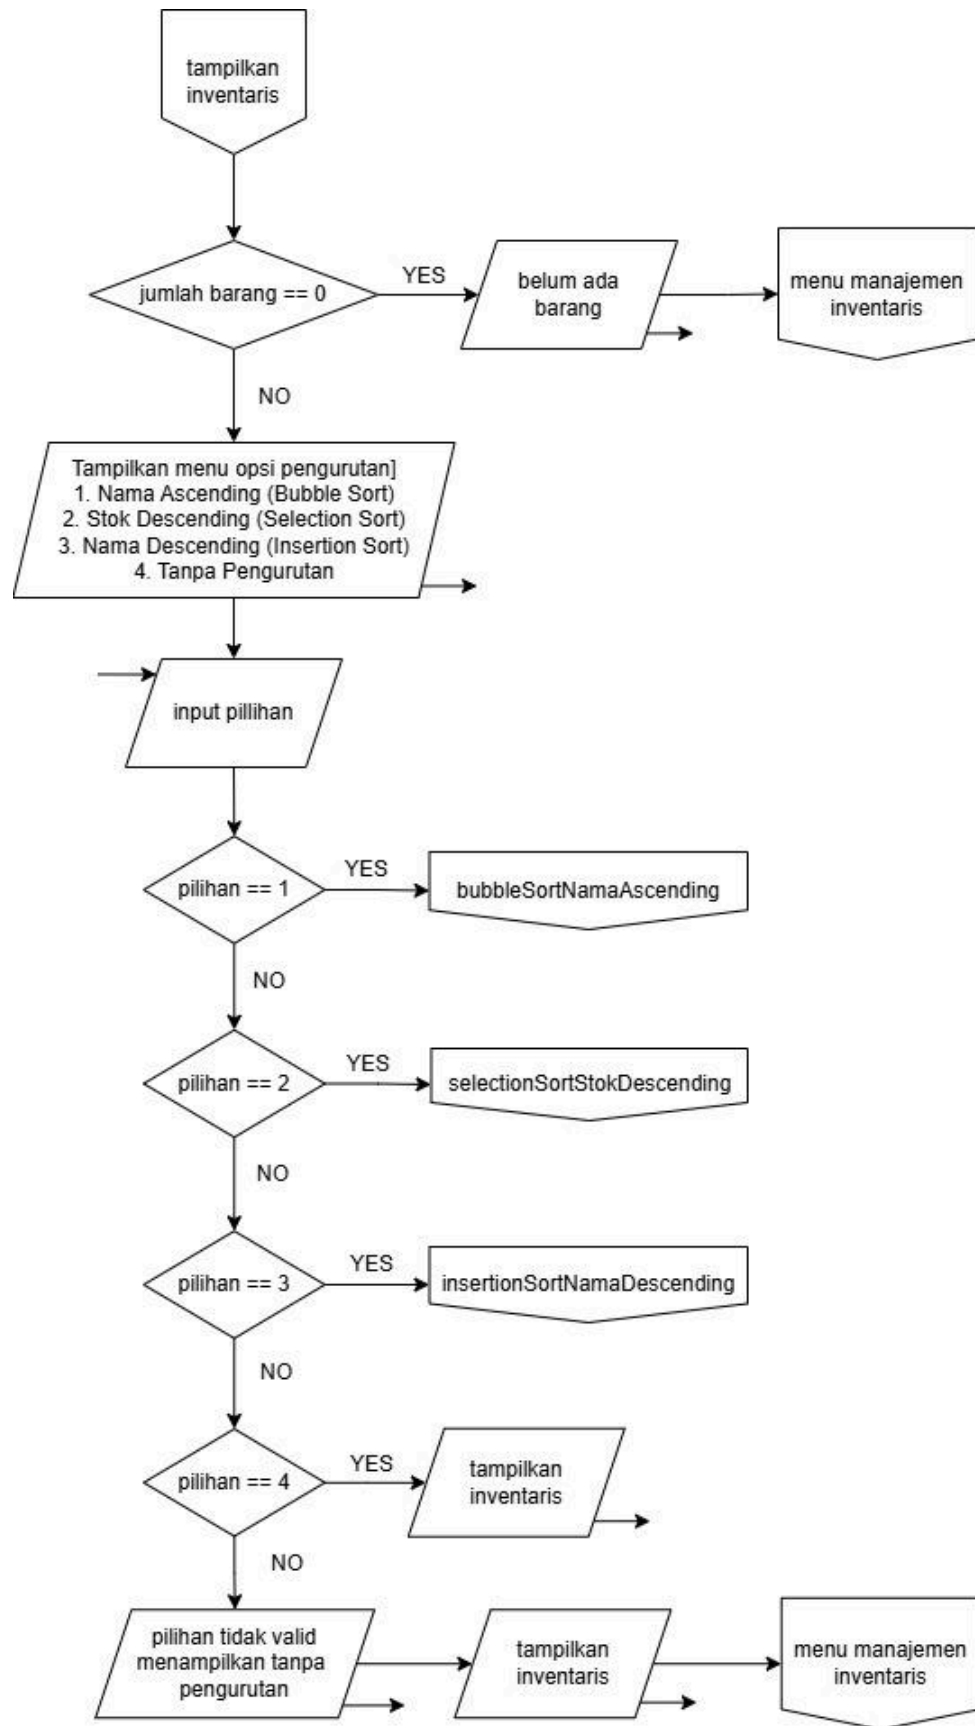 tampilkan
inventaris
jumlah barang == 0
YES
belum ada
barang
menu manajemen
inventaris
NO
Tampilkan menu opsi pengurutan]
1. Nama Ascending (Bubble Sort)
2. Stok Descending (Selection Sort)
3. Nama Descending (Insertion Sort)
4. Tanpa Pengurutan
input pillihan
pilihan == 1
YES
bubbleSortNamaAscending
NO
pilihan == 2
YES
selectionSortStokDescending
NO
pilihan == 3
YES
insertionSortNamaDescending
NO
pilihan == 4
YES
tampilkan
inventaris
NO
pilihan tidak valid
menampilkan tanpa
pengurutan
tampilkan
inventaris
menu manajemen
inventaris